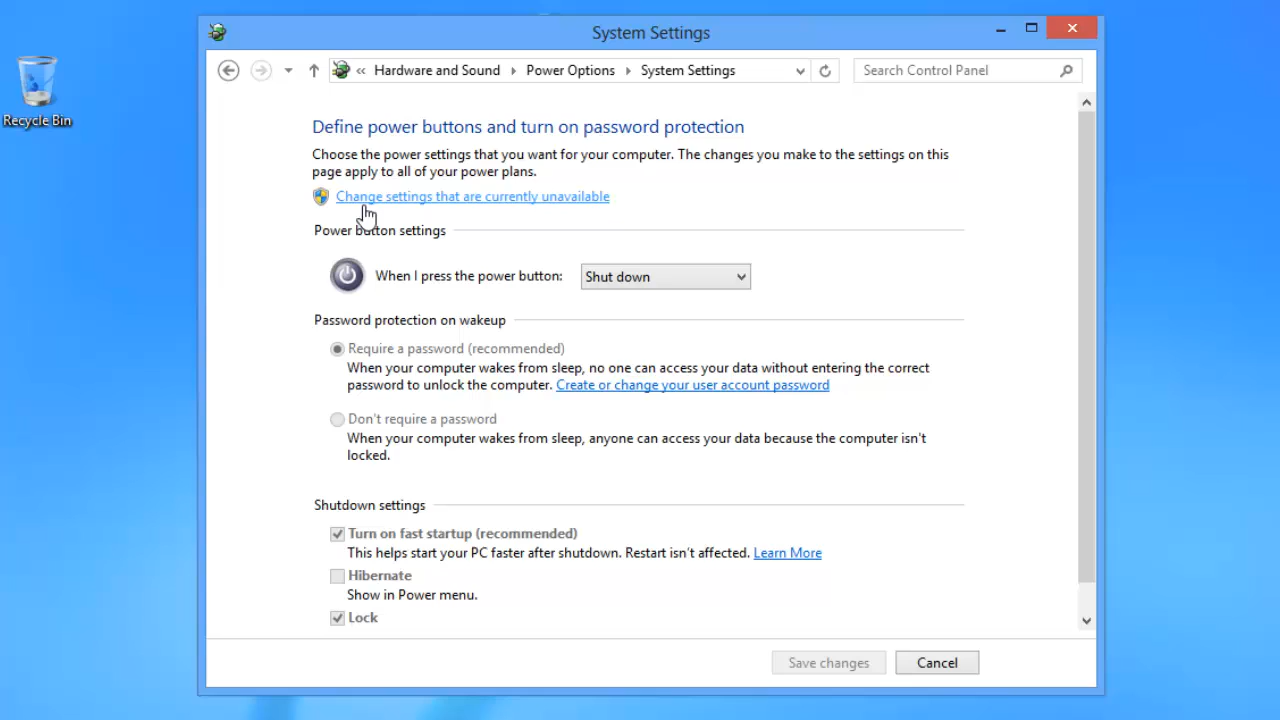 System Settings
Recycle Bin
« Hardware and Sound Power Options System Settings
Search Control Panel
Define power buttons and turn on password protection
Choose the power settings that you want for your computer. The changes you make to the settings on this
page apply to all of your power plans.
Change settings that are currently unavailable
Power button settings
When I press the power button: Shut down
Password protection on wakeup
Require a password (recommended)
When your computer wakes from sleep, no one can access your data without entering the correct
password to unlock the computer. Create or change your user account password
Don't require a password
When your computer wakes from sleep, anyone can access your data because the computer isn't
locked.
Shutdown settings
Turn on fast startup (recommended)
This helps start your PC faster after shutdown. Restart isn't affected. Learn More
Hibernate
Show in Power menu.
Lock
Save changes Cancel